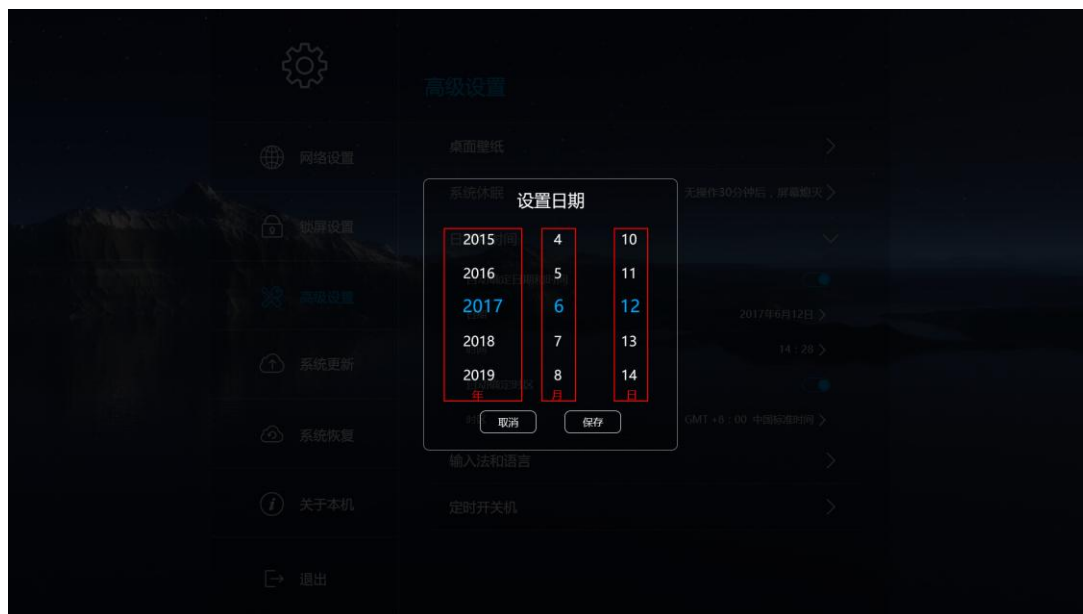 高级设置
网络设置
桌面壁纸
系统休眠
无操作30分钟后，屏幕熄灭
设置日期
锁屏设置
2015 4 10
2016 5 11
高级设置
2017 6 12
2017年6月12日
2018 7 13
14：28
系统更新
2019 8 14
年 月 日
取消 保存
GMT +8：00 中国标准时间
系统恢复
输入法和语言
关于本机
定时开关机
退出